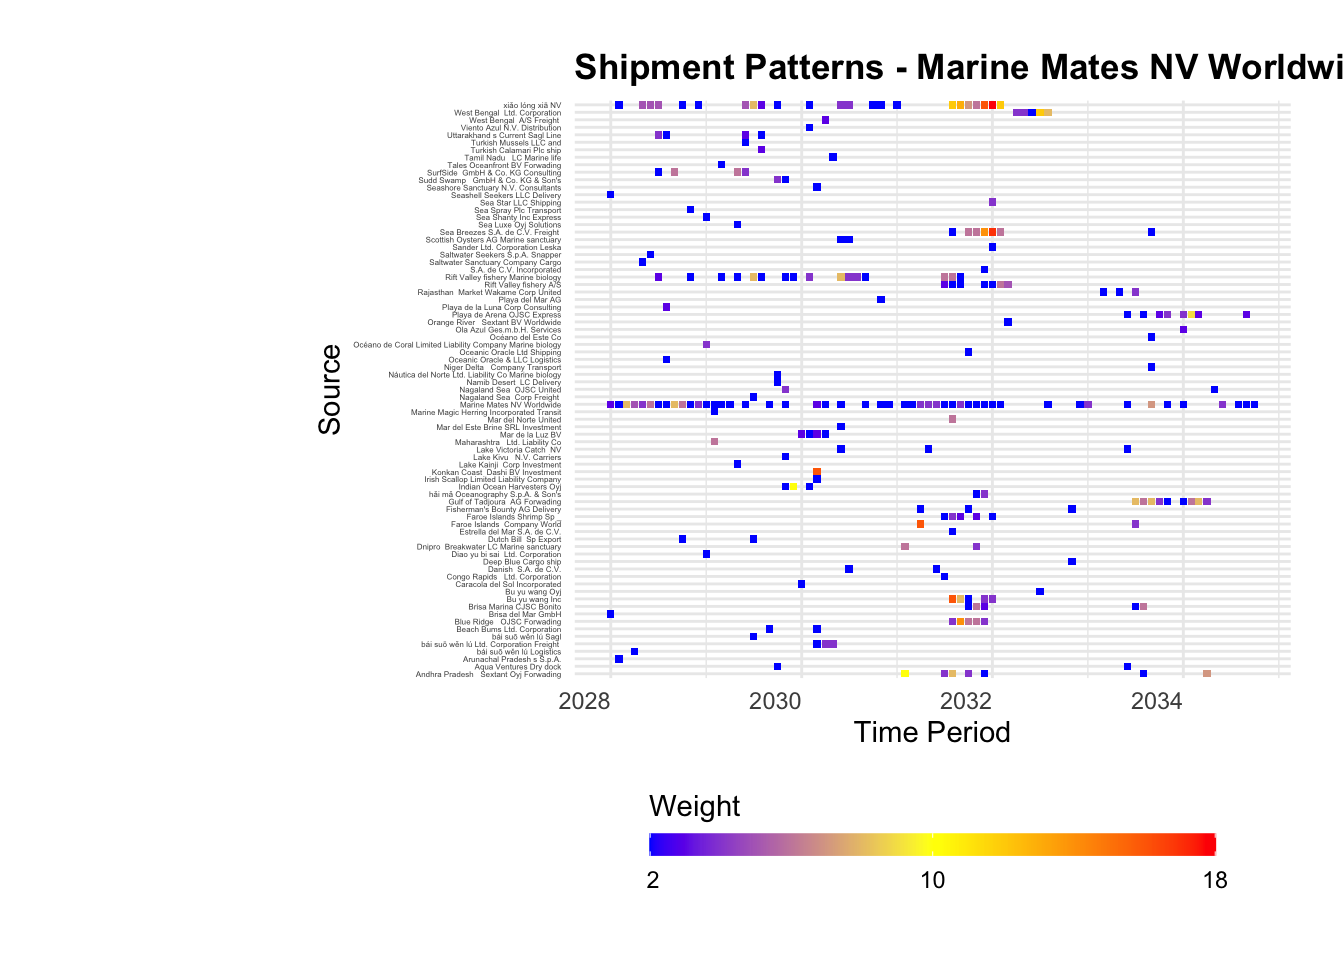 Shipment Patterns - Marine Mates NV Worldwi
Source
xiǎo lóng xiā NV
West Bengal  Ltd. Corporation
West Bengal  A/S Freight
Viento Azul N.V. Distribution
Uttarakhand s Current Sagl Line
Turkish Mussels LLC and
Turkish Calamari Plc ship
Tamil Nadu   LC Marine life
Tales Oceanfront BV Forwading
SurfSide  GmbH & Co. KG Consulting
Sudd Swamp   GmbH & Co. KG & Son's
Seashore Sanctuary N.V. Consultants
Seashell Seekers LLC Delivery
Sea Star LLC Shipping
Sea Spray Plc Transport
Sea Shanty Inc Express
Sea Luxe Oyj Solutions
Sea Breezes S.A. de C.V. Freight
Scottish Oysters AG Marine sanctuary
Sander Ltd. Corporation Leska
Saltwater Seekers S.p.A. Snapper
Saltwater Sanctuary Company Cargo
S.A. de C.V. Incorporated
Rift Valley fishery Marine biology
Rift Valley fishery A/S
Rajasthan  Market Wakame Corp United
Playa del Mar AG
Playa de la Luna Corp Consulting
Playa de Arena OJSC Express
Orange River   Sextant BV Worldwide
Ola Azul Ges.m.b.H. Services
Océano del Este Co
Océano de Coral Limited Liability Company Marine biology
Oceanic Oracle Ltd Shipping
Oceanic Oracle & LLC Logistics
Niger Delta   Company Transport
Náutica del Norte Ltd. Liability Co Marine biology
Namib Desert  LC Delivery
Nagaland Sea  OJSC United
Nagaland Sea  Corp Freight
Marine Mates NV Worldwide
Marine Magic Herring Incorporated Transit
Mar del Norte United
Mar del Este Brine SRL Investment
Mar de la Luz BV
Maharashtra   Ltd. Liability Co
Lake Victoria Catch  NV
Lake Kivu   N.V. Carriers
Lake Kainji  Corp Investment
Konkan Coast  Dashi BV Investment
Irish Scallop Limited Liability Company
Indian Ocean Harvesters Oyj
hǎi mǎ Oceanography S.p.A. & Son's
Gulf of Tadjoura  AG Forwading
Fisherman's Bounty AG Delivery
Faroe Islands Shrimp Sp
Faroe Islands  Company World
Estrella del Mar S.A. de C.V.
Dutch Bill  Sp Export
Dnipro  Breakwater LC Marine sanctuary
Diao yu bi sai  Ltd. Corporation
Deep Blue Cargo ship
Danish  S.A. de C.V.
Congo Rapids   Ltd. Corporation
Caracola del Sol Incorporated
Bu yu wang Oyj
Bu yu wang Inc
Brisa Marina CJSC Bonito
Brisa del Mar GmbH
Blue Ridge   OJSC Forwading
Beach Bums Ltd. Corporation
bái suō wěn lú Sagl
bái suō wěn lú Ltd. Corporation Freight
bái suō wěn lú Logistics
Arunachal Pradesh s S.p.A.
Aqua Ventures Dry dock
Andhra Pradesh   Sextant Oyj Forwading
2028 2030 2032 2034
Time Period
Weight
2 10 18